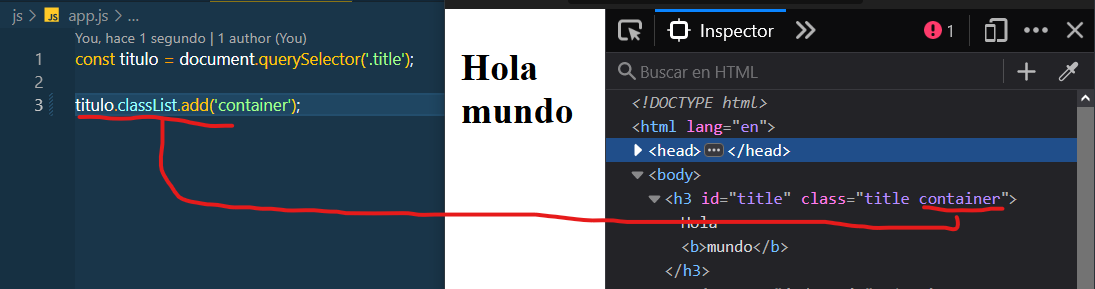 js > JS app.js > ...
You, hace 1 segundo | 1 author (You)
1 const titulo = document.querySelector('.title');
2
3 titulo.classList.add('container');
Hola
mundo
Inspector
1
Buscar en HTML
<!DOCTYPE html>
<html lang="en">
<head>...</head>
<body>
<h3 id="title" class="title container">
Hola
<b>mundo</b>
</h3>